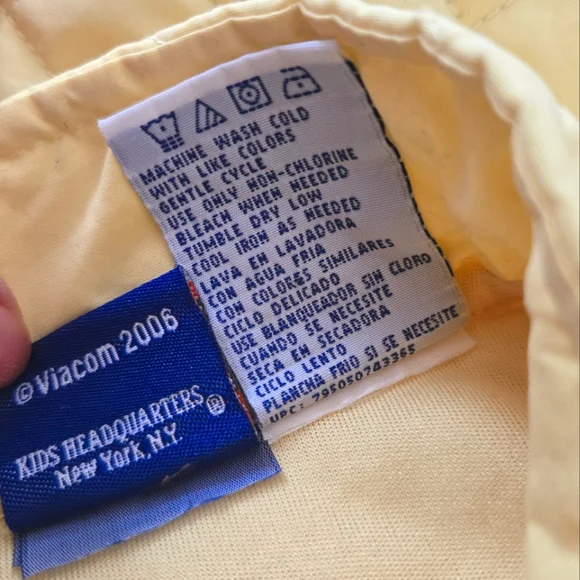 MACHINE WASH COLD
WITH LIKE COLORS
GENTLE CYCLE
USE ONLY NON-CHLORINE
BLEACH WHEN NEEDED
TUMBLE DRY LOW
COOL IRON AS NEEDED
LAVA EN LAVADORA
CON AGUA FRIA
CON COLORES SIMILARES
CICLO DELICADO
USE BLANQUEADOR SIN CLORO
CUANDO SE NECESITE
SECA EN SECADORA
CICLO LENTO
PLANCHA FRIO SI SE NECESITE
UPC: 795050743365
©Viacom 2006
KIDS HEADQUARTERS®
New York, N.Y.